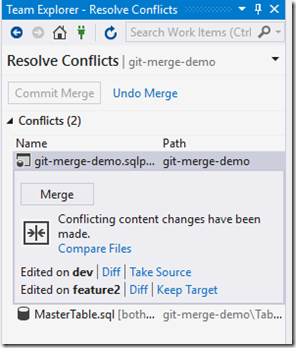 Team Explorer - Resolve Conflicts
Search Work Items (Ctrl
Resolve Conflicts | git-merge-demo
Commit Merge Undo Merge
Conflicts (2)
Name Path
git-merge-demo.sqlp... git-merge-demo
Merge
Conflicting content changes have been
made.
Compare Files
Edited on dev | Diff | Take Source
Edited on feature2 | Diff | Keep Target
MasterTable.sql [both... git-merge-demo\Tab...